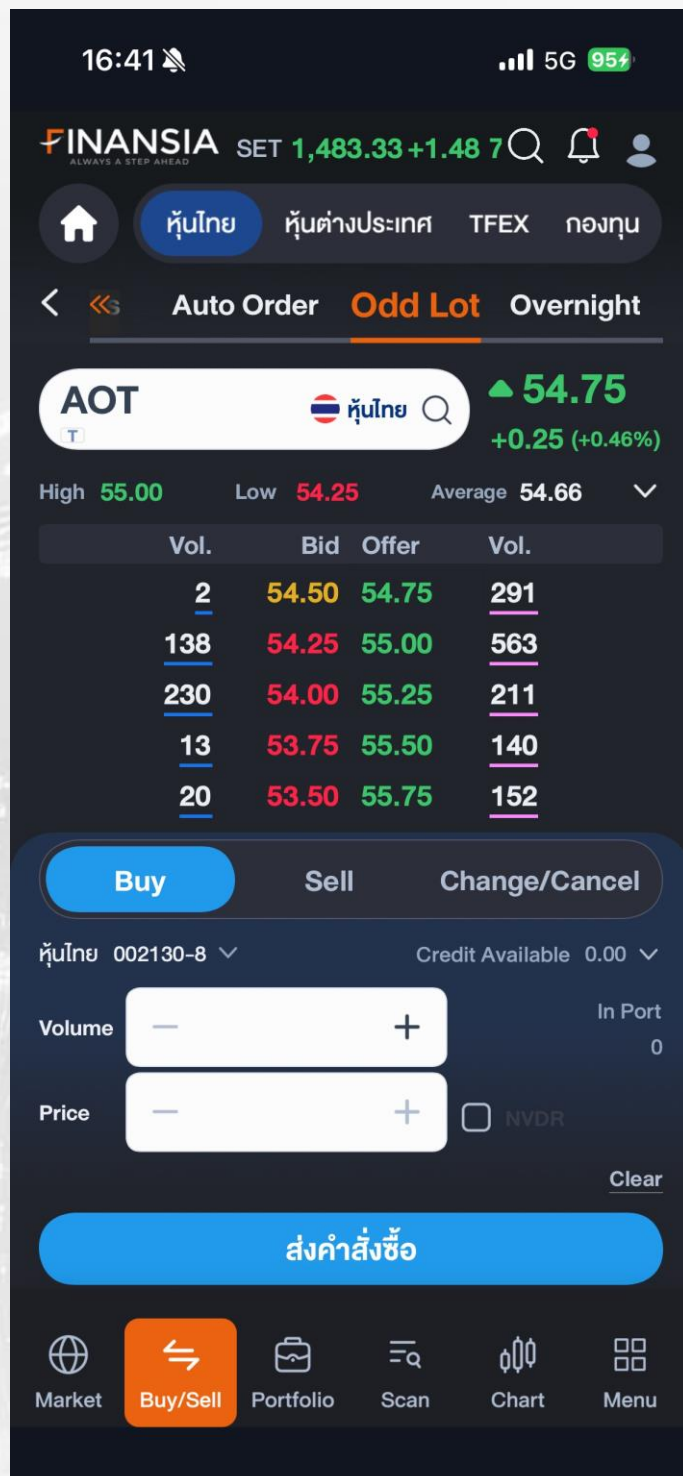 16:41 5G 95
FINANSIA SET 1,483.33 +1.48 7
ALWAYS A STEP AHEAD
หุ้นไทย หุ้นต่างประเทศ TFEX กองทุน
s Auto Order Odd Lot Overnight
AOT หุ้นไทย 54.75
T +0.25 (+0.46%)
High 55.00 Low 54.25 Average 54.66
Vol. Bid Offer Vol.
2 54.50 54.75 291
138 54.25 55.00 563
230 54.00 55.25 211
13 53.75 55.50 140
20 53.50 55.75 152
Buy Sell Change/Cancel
หุ้นไทย 002130-8 Credit Available 0.00
Volume − + In Port
0
Price − + NVDR
Clear
ส่งคำสั่งซื้อ
Market Buy/Sell Portfolio Scan Chart Menu